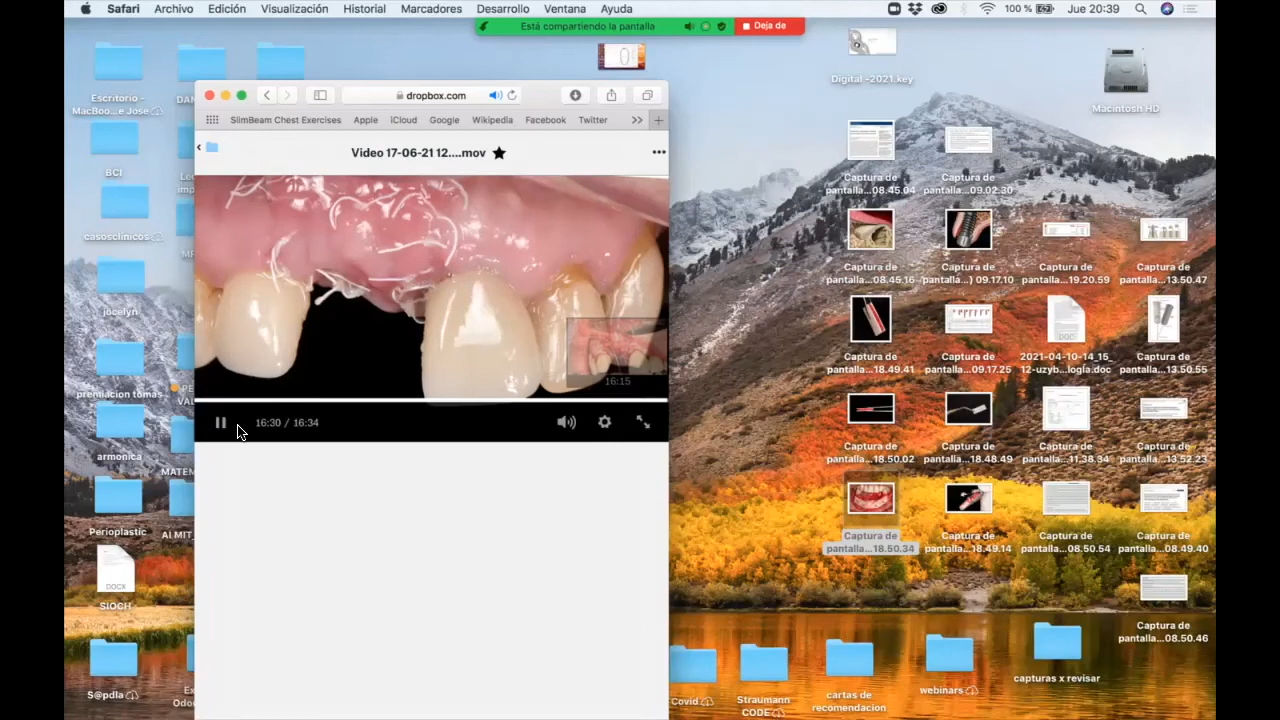 Safari Archivo Edición Visualización Historial Marcadores Desarrollo Ventana Ayuda
100 %
Jue 20:39
Está compartiendo la pantalla
Deja de
Digital -2021.key
Macintosh HD
Escritorio -
MacBoo...e Jose
BCI
casosclinicos
jocelyn
premiacion tomas
armonica
Perioplastic
DOCX
SIOCH
S@pdla
dropbox.com
SlimBeam Chest Exercises Apple iCloud Google Wikipedia Facebook Twitter
Video 17-06-21 12....mov
16:15
16:30 / 16:34
Captura de
pantalla...08.45.04
Captura de
pantalla...09.02.30
Captura de
pantalla...08.45.16
Captura de
pantalla...) 09.17.10
Captura de
pantalla...19.20.59
Captura de
pantalla...13.50.47
Captura de
pantalla...18.49.41
Captura de
pantalla...09.17.25
2021-04-10-14_15_
12-uzyb...logía.doc
Captura de
pantalla...13.50.55
Captura de
pantalla...18.50.02
Captura de
pantalla...18.48.49
Captura de
pantalla...11.38.34
Captura de
pantalla...13.52.23
Captura de
pantalla...18.50.34
Captura de
pantalla...18.49.14
Captura de
pantalla...08.50.54
Captura de
pantalla...08.49.40
Captura de
pantalla...08.50.46
Covid
Straumann
CODE
cartas de
recomendacion
webinars
capturas x revisar